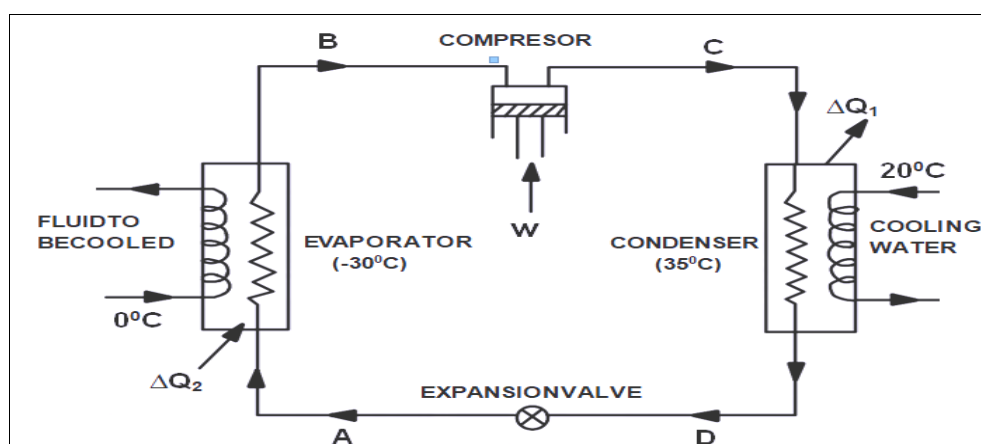 B
COMPRESOR
C
ΔQ₁
20⁰C
FLUIDTO
BECOOLED
EVAPORATOR
(-30⁰C)
W
CONDENSER
(35⁰C)
COOLING
WATER
0⁰C
ΔQ₂
EXPANSIONVALVE
A
D